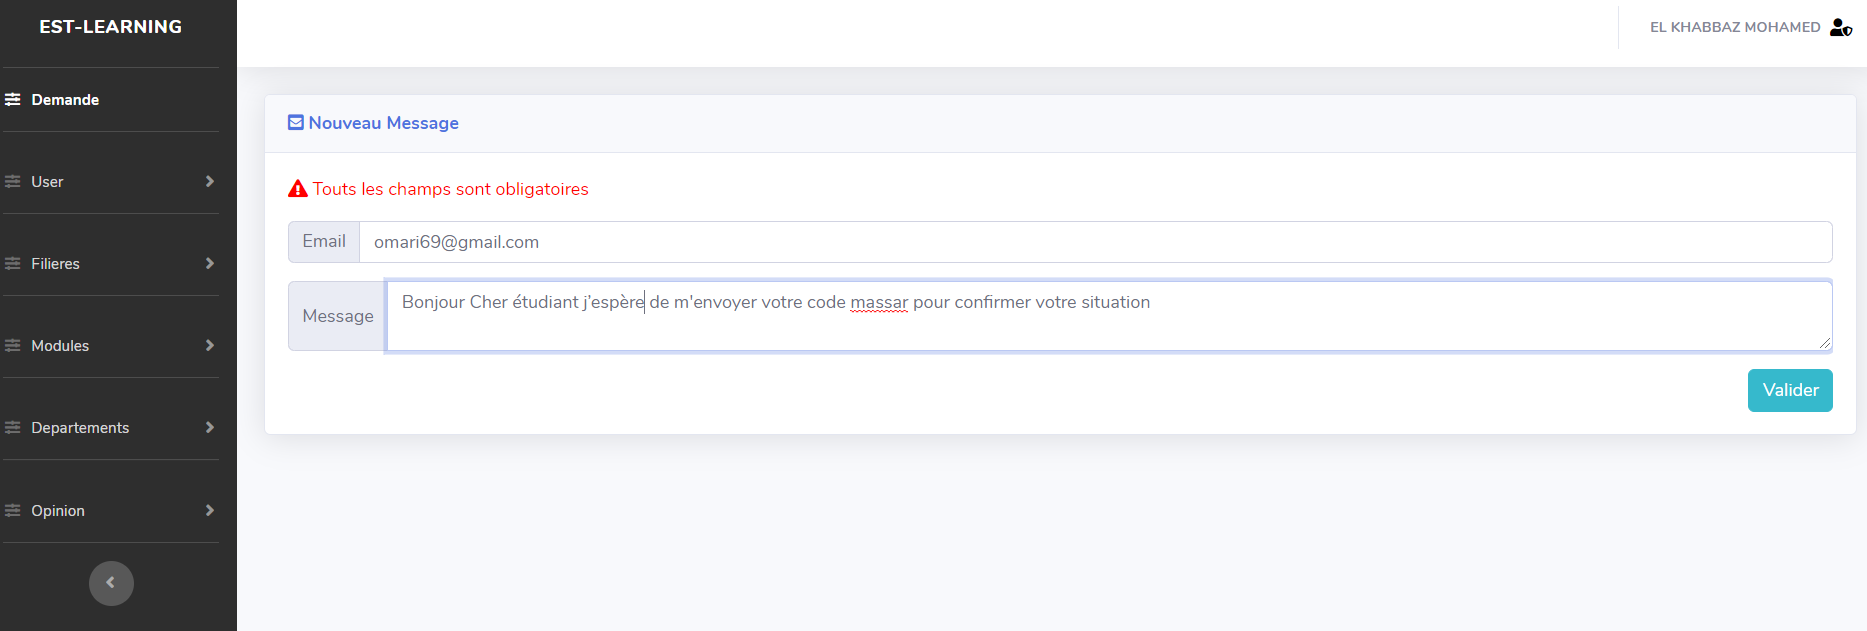 EST-LEARNING
EL KHABBAZ MOHAMED
Demande
User
Filieres
Modules
Departements
Opinion
Nouveau Message
Touts les champs sont obligatoires
Email omari69@gmail.com
Message Bonjour Cher étudiant j'espère de m'envoyer votre code massar pour confirmer votre situation
Valider